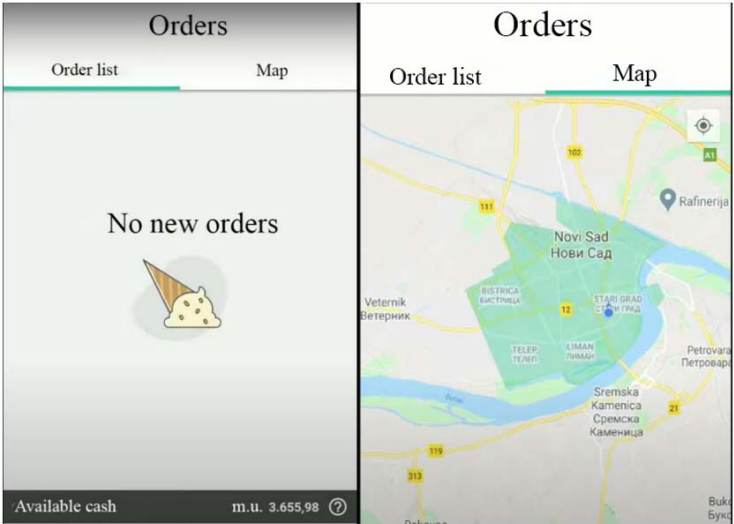 Orders
Order list Map
No new orders
Available cash m.u. 3.655,98 ?
Orders
Order list Map
102
A1
111
Rafinerija
Novi Sad
Нови Сад
BISTRICA
БИСТРИЦА
STARI GRAD
Veternik
Ветерник
12
TELEP
ТЕЛЕП
LIMAN
ЛИМАН
Petrovara
Петровара
Sremska
Kamenica
Сремска
Каменица
21
119
313
Buk
Буко